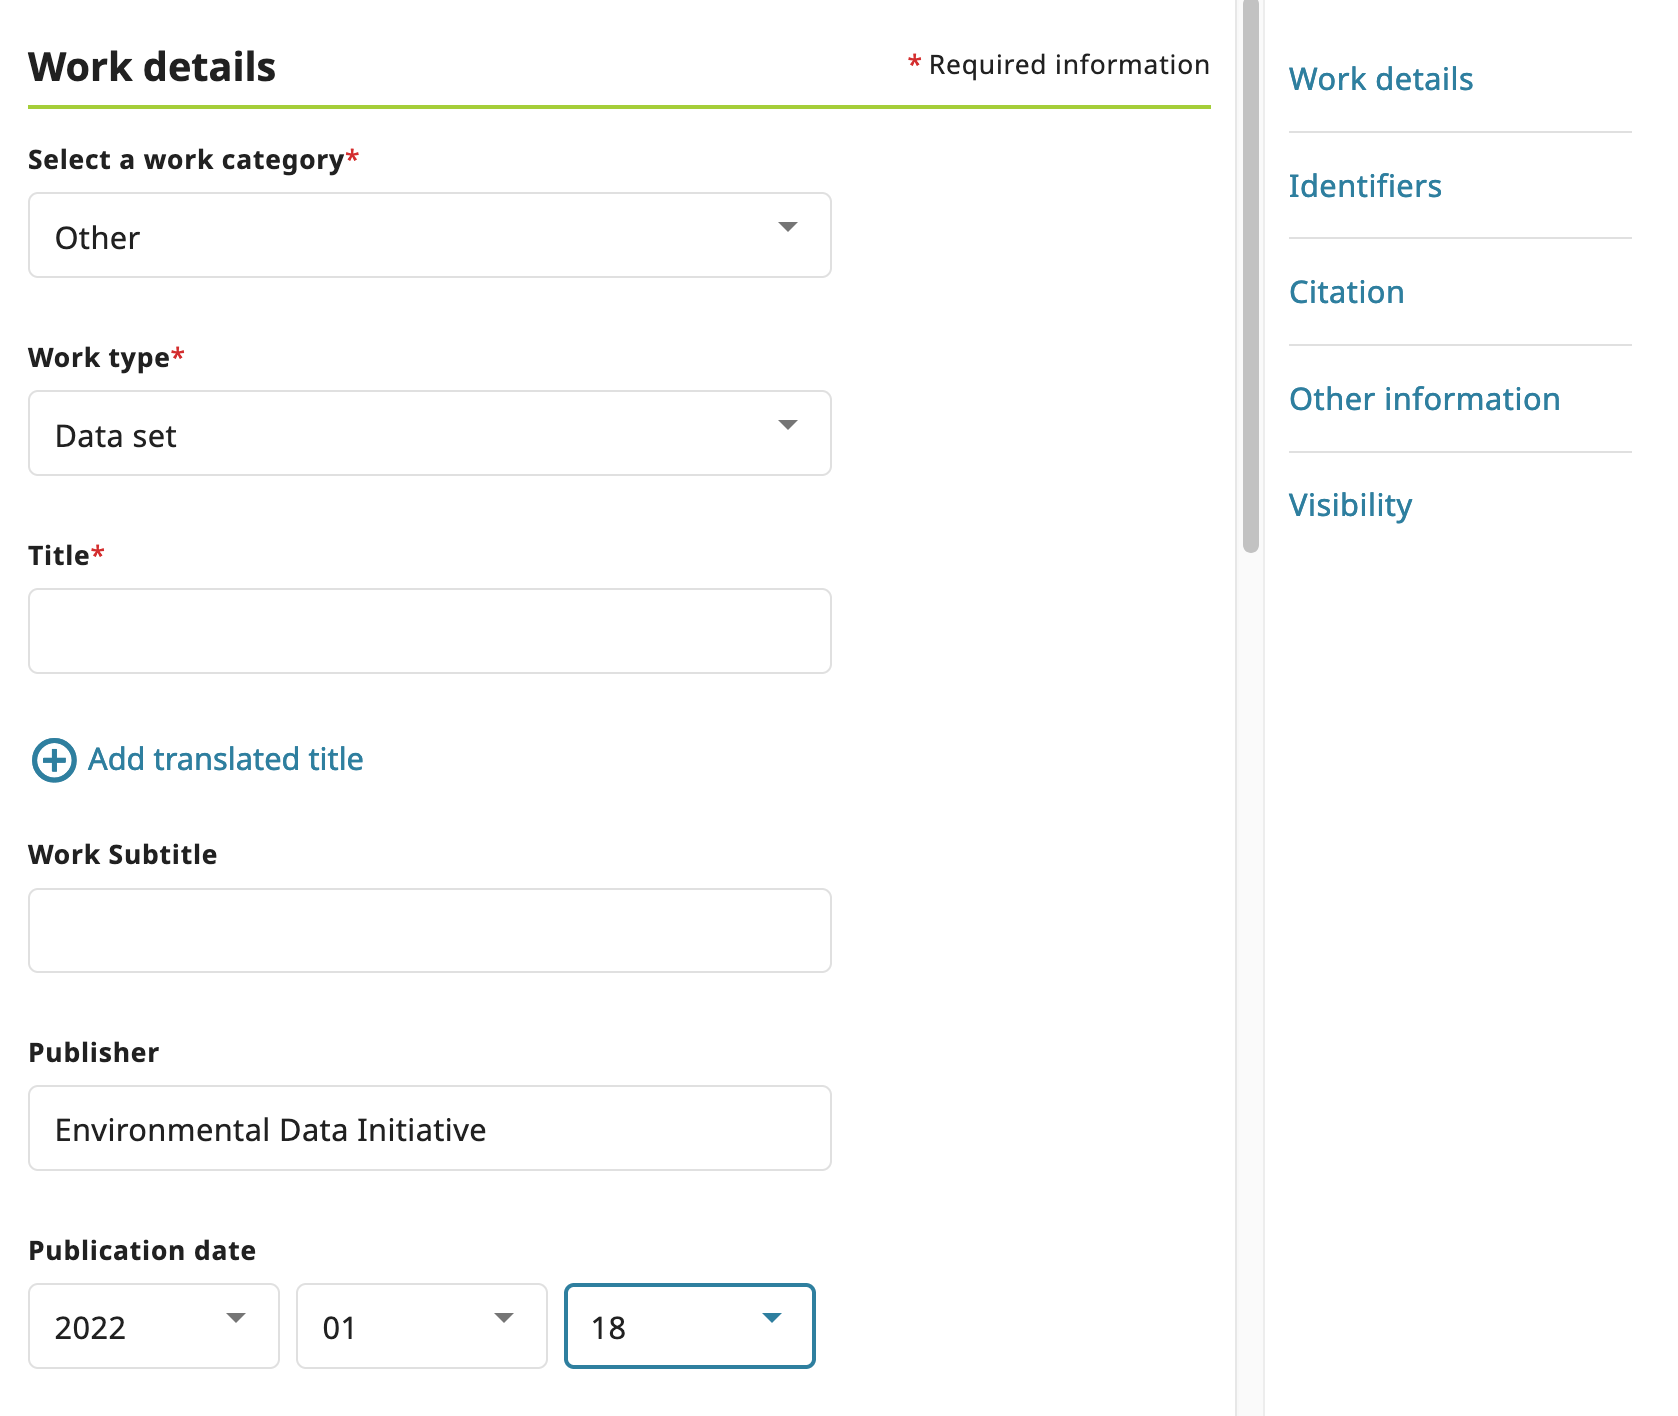 Work details
* Required information
Select a work category*
Other
Work type*
Data set
Title*
Add translated title
Work Subtitle
Publisher
Environmental Data Initiative
Publication date
2022 01 18
Work details
Identifiers
Citation
Other information
Visibility